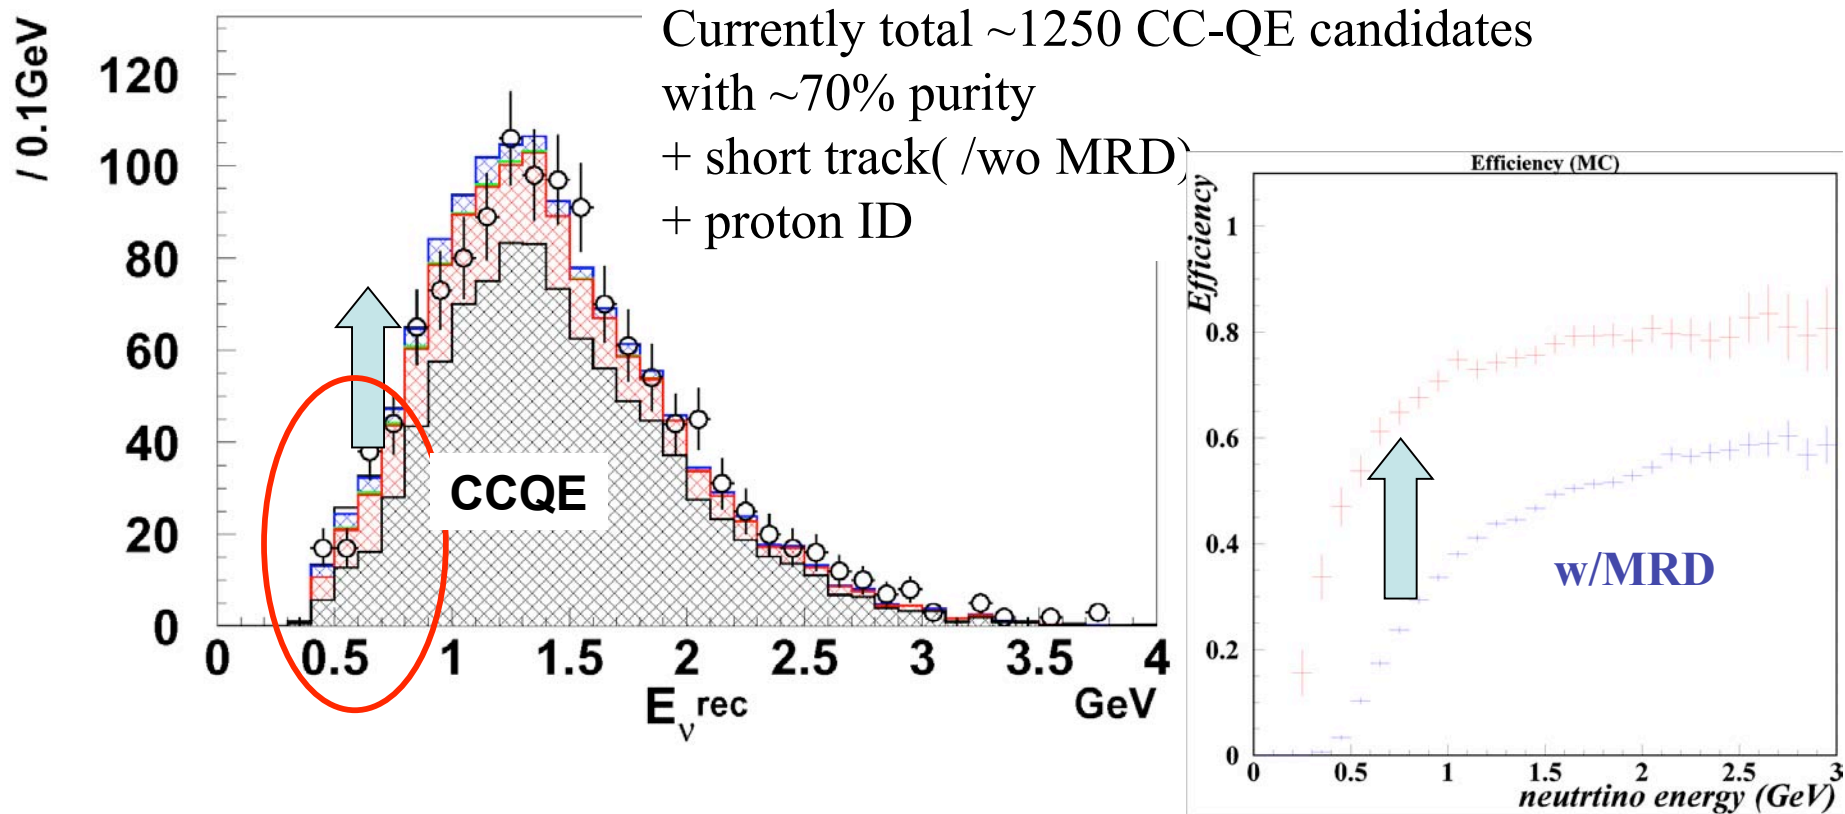 Currently total ~1250 CC-QE candidates
with ~70% purity
+ short track( /wo MRD)
+ proton ID
/ 0.1GeV
120
100
80
60
40
20
0
0 0.5 1 1.5 2 2.5 3 3.5 4
Eν rec GeV
CCQE
Efficiency (MC)
Efficiency
1
0.8
0.6
0.4
0.2
0
0 0.5 1 1.5 2 2.5 3
neutrtino energy (GeV)
w/MRD